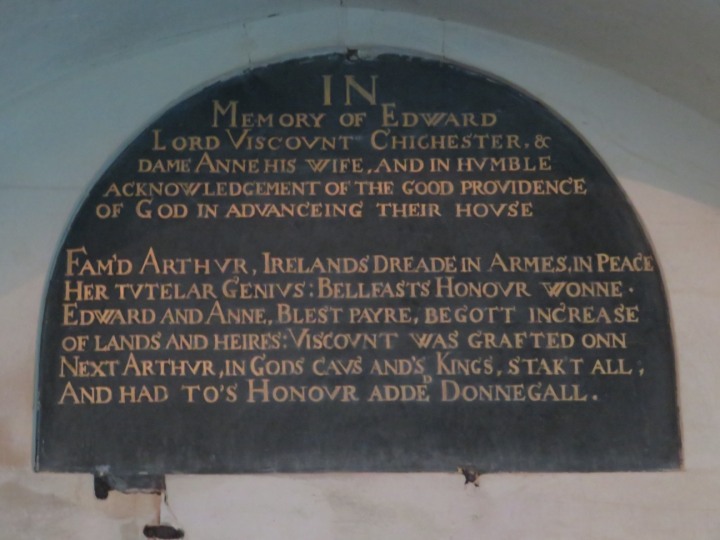 IN
MEMORY OF EDWARD
LORD VISCOVNT CHICHESTER, &
DAME ANNE HIS WIFE, AND IN HVMBLE
ACKNOWLEDGEMENT OF THE GOOD PROVIDENCE
OF GOD IN ADVANCEING THEIR HOVSE
FAM'D ARTHVR, IRELANDS DREADE IN ARMES, IN PEACE
HER TVTELAR GENIVS: BELLFASTS HONOVR WONNE.
EDWARD AND ANNE, BLEST PAYRE, BEGOTT INCREASE
OF LANDS AND HEIRES: VISCOVNT WAS GRAFTED ONN
NEXT ARTHVR, IN GODS CAVS AND'S KINGS, STAKT ALL,
AND HAD TO'S HONOVR ADDED DONNEGALL.